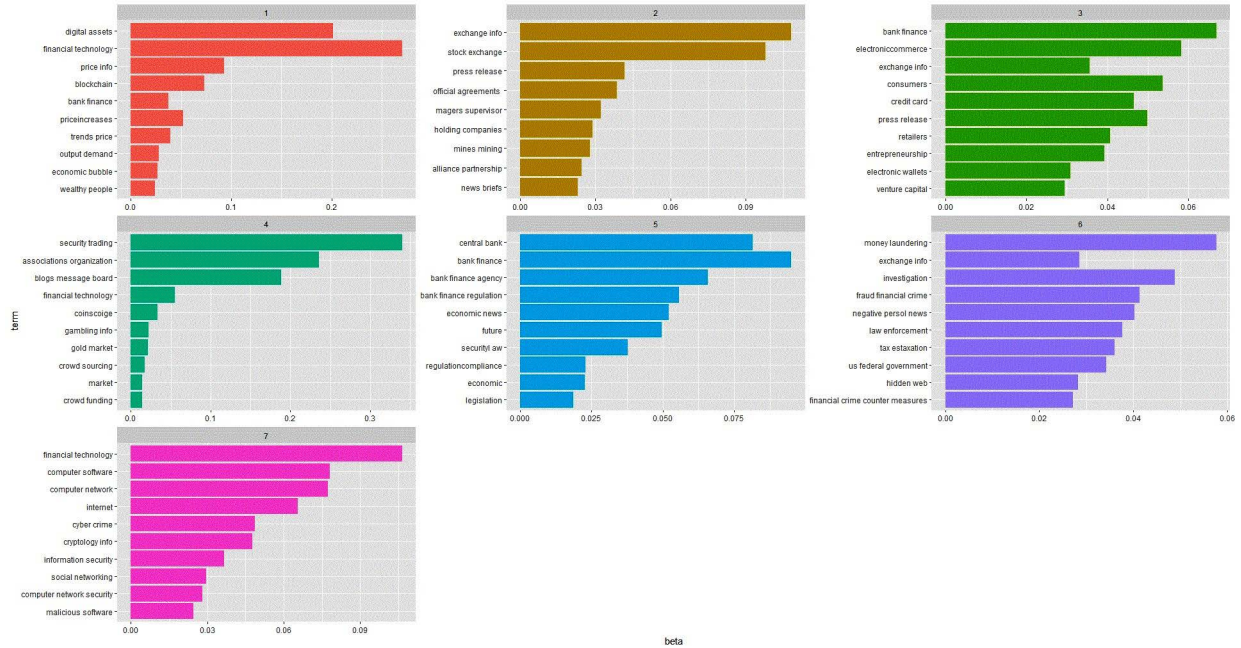 1
digital assets
financial technology
price info
blockchain
bank finance
priceincreases
trends price
output demand
economic bubble
wealthy people
0.0 0.1 0.2
2
exchange info
stock exchange
press release
official agreements
magers supervisor
holding companies
mines mining
alliance partnership
news briefs
0.00 0.03 0.06 0.09
3
bank finance
electroniccommerce
exchange info
consumers
credit card
press release
retailers
entrepreneurship
electronic wallets
venture capital
0.00 0.02 0.04 0.06
term
4
security trading
associations organization
blogs message board
financial technology
coinscoige
gambling info
gold market
crowd sourcing
market
crowd funding
0.0 0.1 0.2 0.3
5
central bank
bank finance
bank finance agency
bank finance regulation
economic news
future
securityl aw
regulationcompliance
economic
legislation
0.000 0.025 0.050 0.075
6
money laundering
exchange info
investigation
fraud financial crime
negative persol news
law enforcement
tax estaxation
us federal government
hidden web
financial crime counter measures
0.00 0.02 0.04 0.06
7
financial technology
computer software
computer network
internet
cyber crime
cryptology info
information security
social networking
computer network security
malicious software
0.00 0.03 0.06 0.09
beta